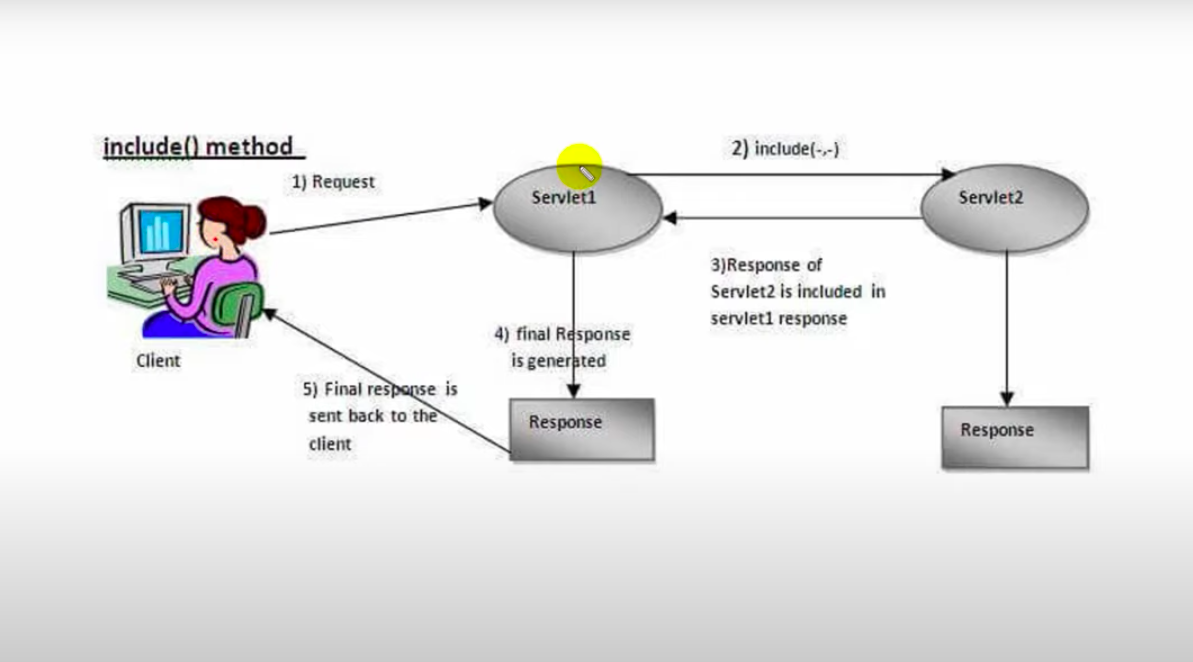 include() method
1) Request
2) include(-,-)
Servlet1
Servlet2
3)Response of
Servlet2 is included in
servlet1 response
4) final Response
is generated
Client
5) Final response is
sent back to the
client
Response
Response